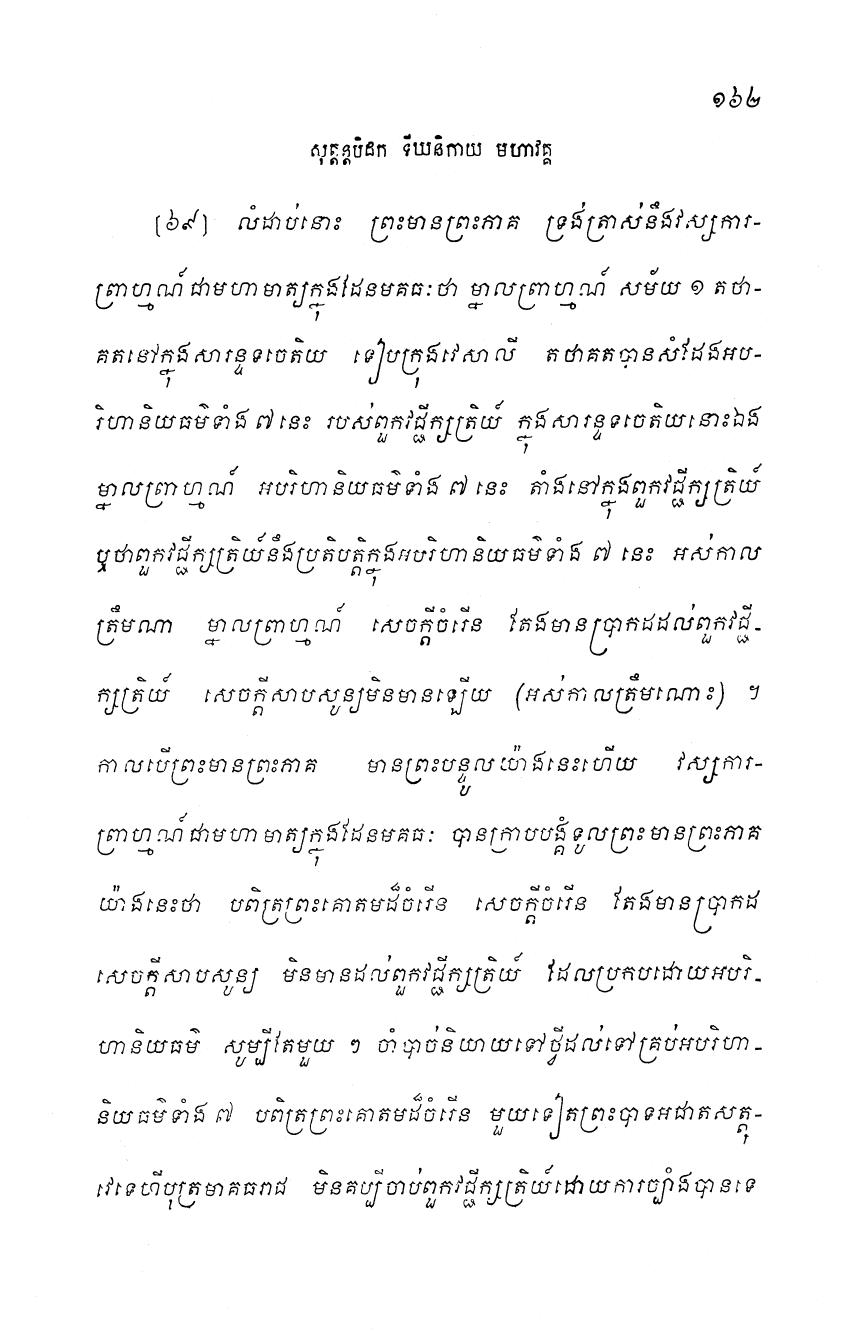 ១៦២
សុត្តន្តបិដក ទីឃនិកាយ មហាវគ្គ
[៦៩] លំដាប់នោះ ព្រះមានព្រះភាគ ទ្រង់ត្រាស់នឹងវស្សការ-
ព្រាហ្មណ៍ជាមហាមាត្យក្នុងដែនមគធៈថា ម្នាលព្រាហ្មណ៍ សម័យ ១ តថា-
គតនៅក្នុងសារន្ទទចេតិយ ទៀបក្រុងវេសាលី តថាគតបានសំដែងអប-
រិហានិយធម៌ទាំង ៧ នេះ របស់ពួកវជ្ជីក្សត្រិយ៍ ក្នុងសារន្ទទចេតិយនោះឯង
ម្នាលព្រាហ្មណ៍ អបរិហានិយធម៌ទាំង ៧ នេះ តាំងនៅក្នុងពួកវជ្ជីក្សត្រិយ៍
ឬថាពួកវជ្ជីក្សត្រិយ៍នឹងប្រតិបត្តិក្នុងអបរិហានិយធម៌ទាំង ៧ នេះ អស់កាល
ត្រឹមណា ម្នាលព្រាហ្មណ៍ សេចក្តីចំរើន តែងមានប្រាកដដល់ពួកវជ្ជី-
ក្សត្រិយ៍ សេចក្តីសាបសូន្យមិនមានឡើយ (អស់កាលត្រឹមណោះ) ។
កាលបើព្រះមានព្រះភាគ មានព្រះបន្ទូលយ៉ាងនេះហើយ វស្សការ-
ព្រាហ្មណ៍ជាមហាមាត្យក្នុងដែនមគធៈ បានក្រាបបង្គំទូលព្រះមានព្រះភាគ
យ៉ាងនេះថា បពិត្រព្រះគោតមដ៏ចំរើន សេចក្តីចំរើន តែងមានប្រាកដ
សេចក្តីសាបសូន្យ មិនមានដល់ពួកវជ្ជីក្សត្រិយ៍ ដែលប្រកបដោយអបរិ-
ហានិយធម៌ សូម្បីតែមួយ ៗ ចាំបាច់និយាយទៅថ្វីដល់ទៅគ្រប់អបរិហា-
និយធម៌ទាំង ៧ បពិត្រព្រះគោតមដ៏ចំរើន មួយទៀតព្រះបាទអជាតសត្តុ-
វេទេហីបុត្រមាគធរាជ មិនគប្បីចាប់ពួកវជ្ជីក្សត្រិយ៍ដោយការច្បាំងបានទេ